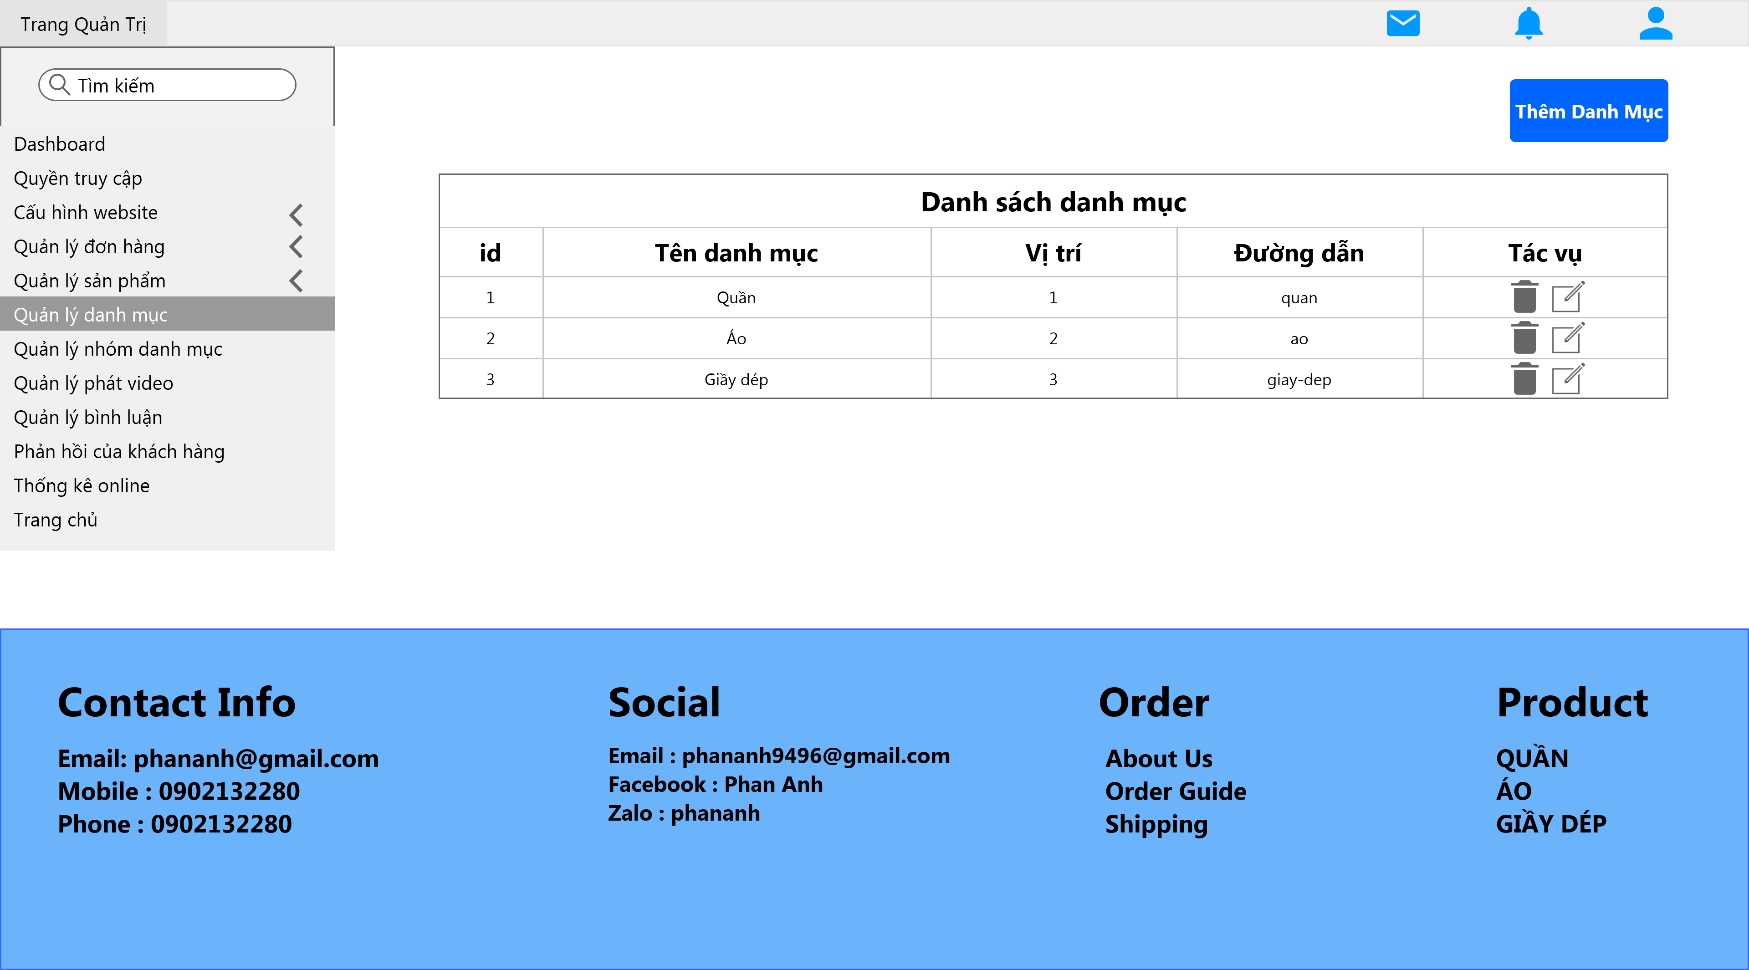 Trang Quản Trị
Tìm kiếm
Dashboard
Quyền truy cập
Cấu hình website
Quản lý đơn hàng
Quản lý sản phẩm
Quản lý danh mục
Quản lý nhóm danh mục
Quản lý phát video
Quản lý bình luận
Phản hồi của khách hàng
Thống kê online
Trang chủ
Thêm Danh Mục
Danh sách danh mục
id Tên danh mục Vị trí Đường dẫn Tác vụ
1 Quần 1 quan
2 Áo 2 ao
3 Giầy dép 3 giay-dep
Contact Info
Email: phananh@gmail.com
Mobile : 0902132280
Phone : 0902132280
Social
Email : phananh9496@gmail.com
Facebook : Phan Anh
Zalo : phananh
Order
About Us
Order Guide
Shipping
Product
QUẦN
ÁO
GIẦY DÉP